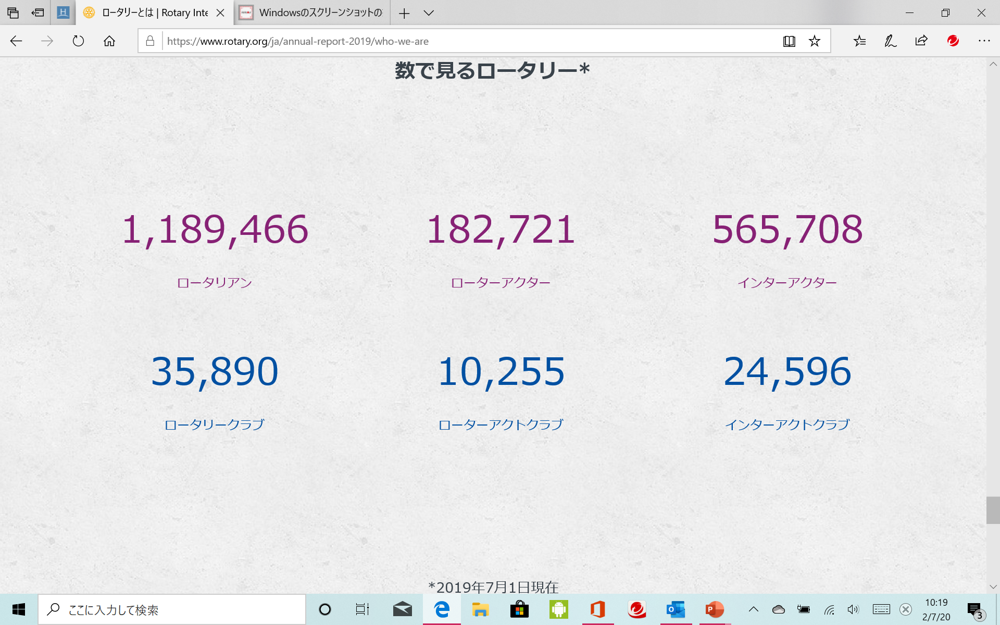 ロータリーとは | Rotary Inte
Windowsのスクリーンショットの
https://www.rotary.org/ja/annual-report-2019/who-we-are
数で見るロータリー*
1,189,466
182,721
565,708
ロータリアン
ローターアクター
インターアクター
35,890
10,255
24,596
ロータリークラブ
ローターアクトクラブ
インターアクトクラブ
*2019年7月1日現在
ここに入力して検索
10:19
2/7/20
3